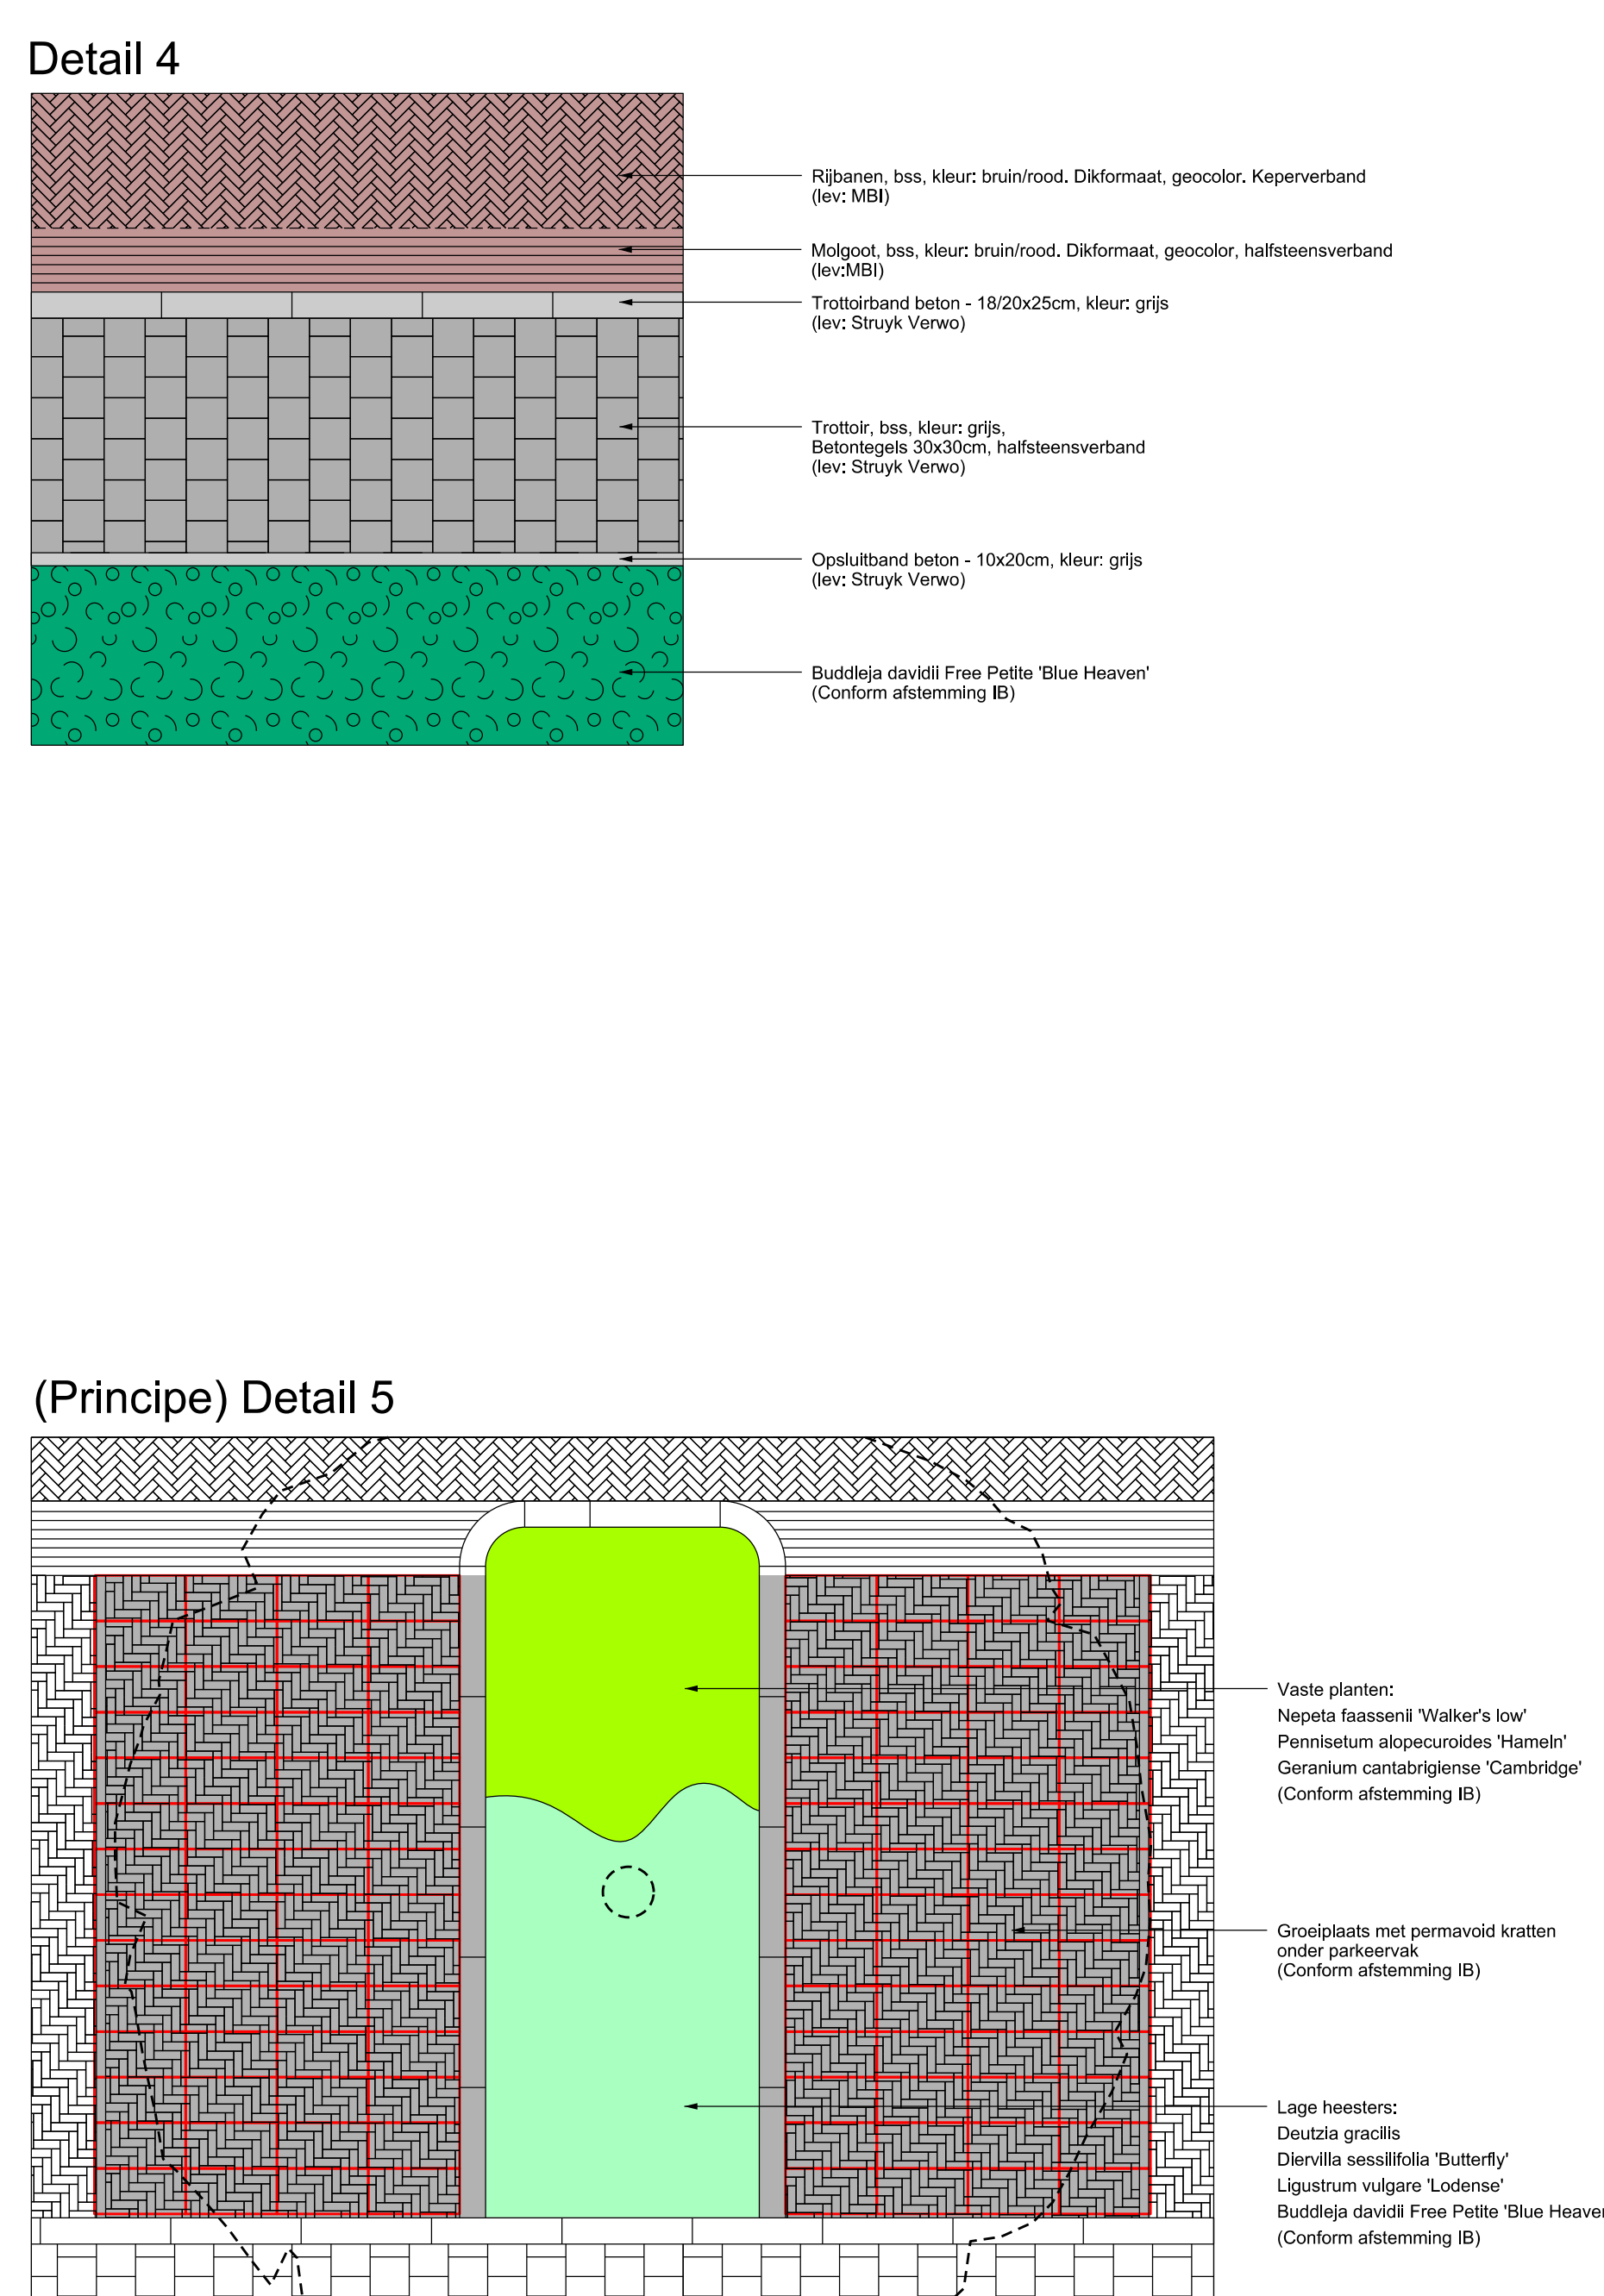 Detail 4
Rijbanen, bss, kleur: bruin/rood. Dikformaat, geocolor. Keperverband
(lev: MBI)
Molgoot, bss, kleur: bruin/rood. Dikformaat, geocolor, halfsteensverband
(lev:MBI)
Trottoirband beton - 18/20x25cm, kleur: grijs
(lev: Struyk Verwo)
Trottoir, bss, kleur: grijs,
Betontegels 30x30cm, halfsteensverband
(lev: Struyk Verwo)
Opsluitband beton - 10x20cm, kleur: grijs
(lev: Struyk Verwo)
Buddleja davidii Free Petite 'Blue Heaven'
(Conform afstemming IB)
(Principe) Detail 5
Vaste planten:
Nepeta faassenii 'Walker's low'
Pennisetum alopecuroides 'Hameln'
Geranium cantabrigiense 'Cambridge'
(Conform afstemming IB)
Groeiplaats met permavoid kratten
onder parkeervak
(Conform afstemming IB)
Lage heesters:
Deutzia gracilis
Diervilla sessilifolia 'Butterfly'
Ligustrum vulgare 'Lodense'
Buddleja davidii Free Petite 'Blue Heaven
(Conform afstemming IB)